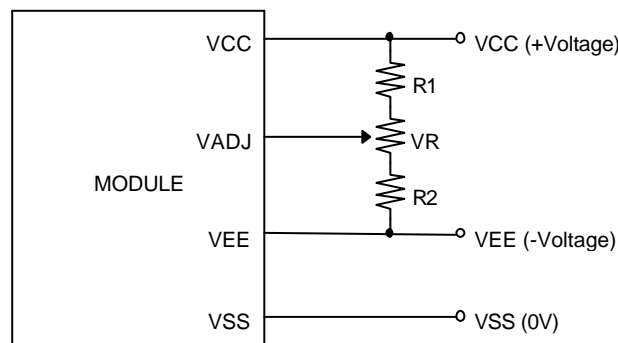 VCC
VCC (+Voltage)
R1
VADJ
VR
MODULE
R2
VEE
VEE (-Voltage)
VSS
VSS (0V)